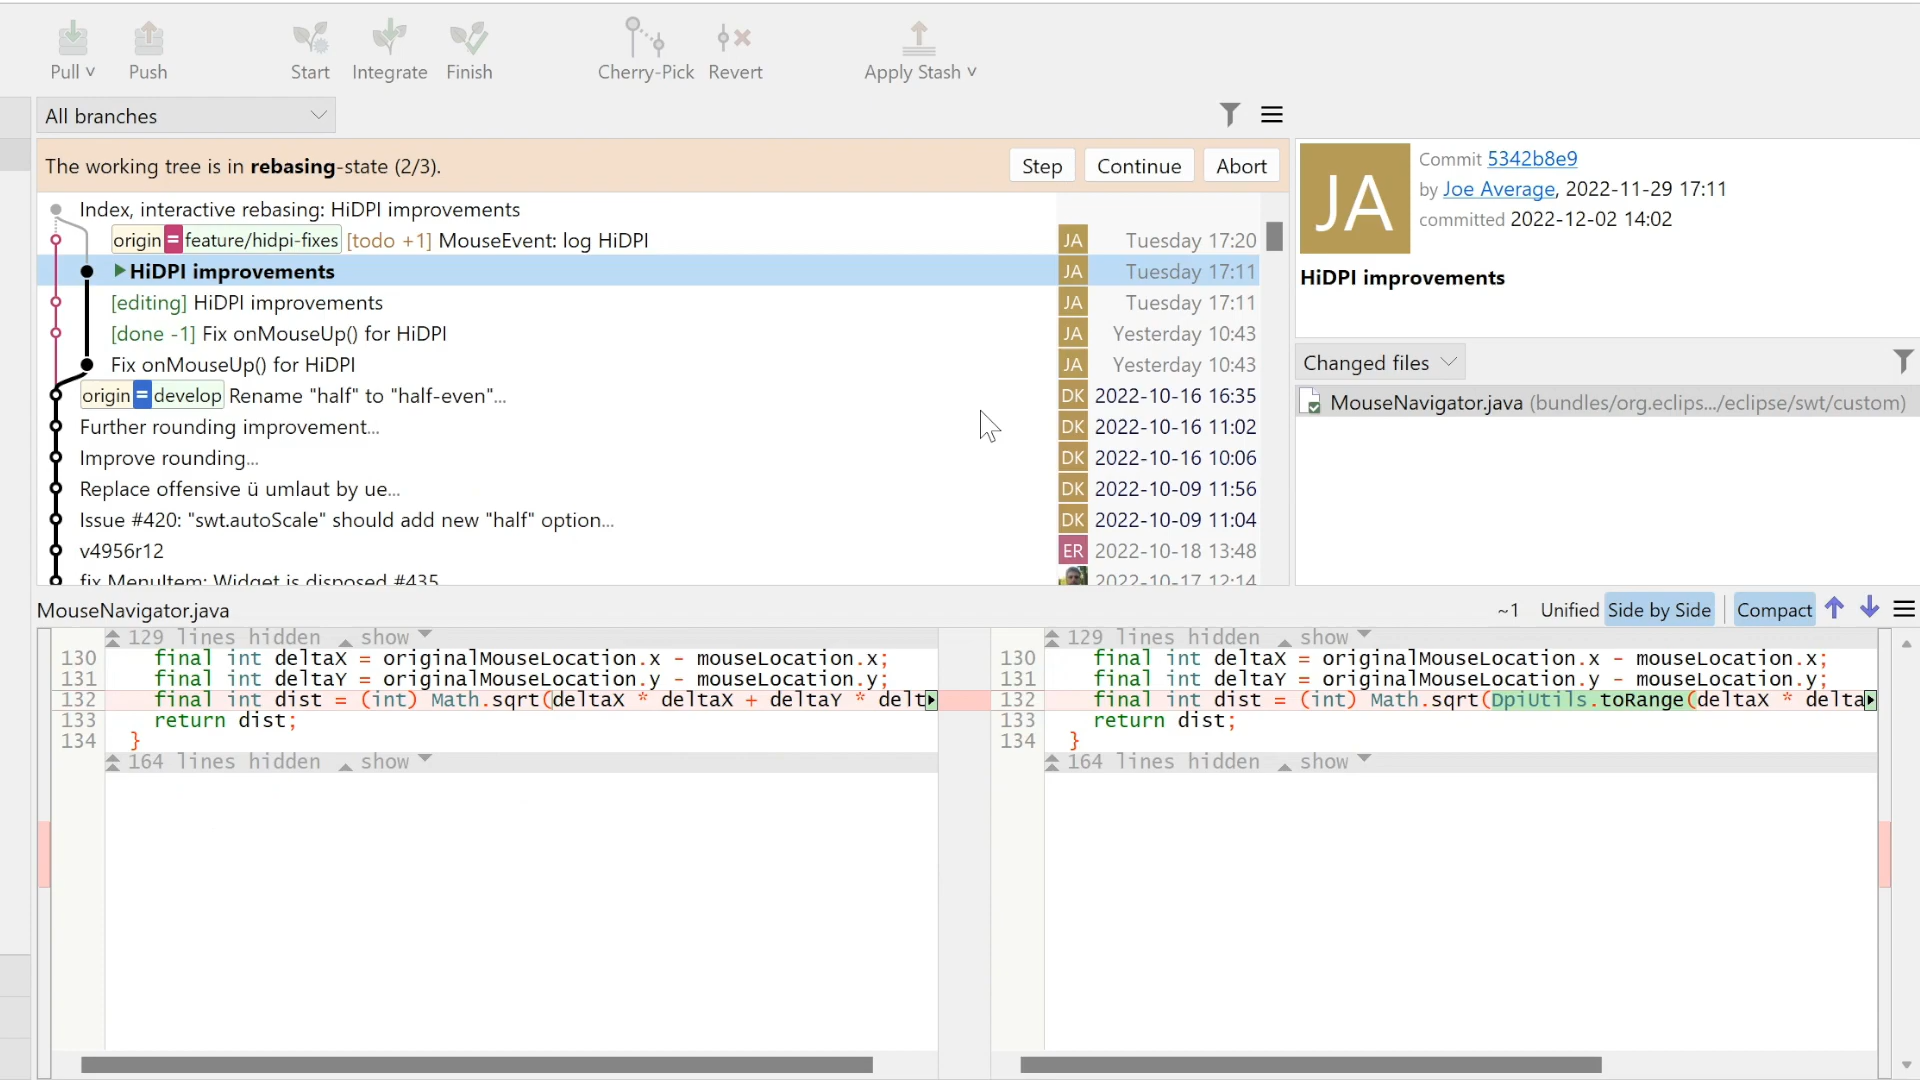 Pull Push Start Integrate Finish Cherry-Pick Revert Apply Stash
All branches
The working tree is in rebasing-state (2/3). Step Continue Abort
Index, interactive rebasing: HiDPI improvements
origin = feature/hidpi-fixes [todo +1] MouseEvent: log HiDPI JA Tuesday 17:20
HiDPI improvements JA Tuesday 17:11
[editing] HiDPI improvements JA Tuesday 17:11
[done -1] Fix onMouseUp() for HiDPI JA Yesterday 10:43
Fix onMouseUp() for HiDPI JA Yesterday 10:43
origin = develop Rename "half" to "half-even"... DK 2022-10-16 16:35
Further rounding improvement... DK 2022-10-16 11:02
Improve rounding... DK 2022-10-16 10:06
Replace offensive ü umlaut by ue... DK 2022-10-09 11:56
Issue #420: "swt.autoScale" should add new "half" option... DK 2022-10-09 11:04
v4956r12 ER 2022-10-18 13:48
fix MenuItem: Widget is disposed #435 2022-10-17 12:14
JA
Commit 5342b8e9
by Joe Average, 2022-11-29 17:11
committed 2022-12-02 14:02
HiDPI improvements
Changed files
MouseNavigator.java (bundles/org.eclips.../eclipse/swt/custom)
MouseNavigator.java ~1 Unified Side by Side Compact
129 lines hidden show
130 final int deltaX = originalMouseLocation.x - mouseLocation.x;
131 final int deltaY = originalMouseLocation.y - mouseLocation.y;
132 final int dist = (int) Math.sqrt(deltaX * deltaX + deltaY * delt
133 return dist;
134 }
164 lines hidden show
129 lines hidden show
130 final int deltaX = originalMouseLocation.x - mouseLocation.x;
131 final int deltaY = originalMouseLocation.y - mouseLocation.y;
132 final int dist = (int) Math.sqrt(DpiUtils.toRange(deltaX * delta
133 return dist;
134 }
164 lines hidden show